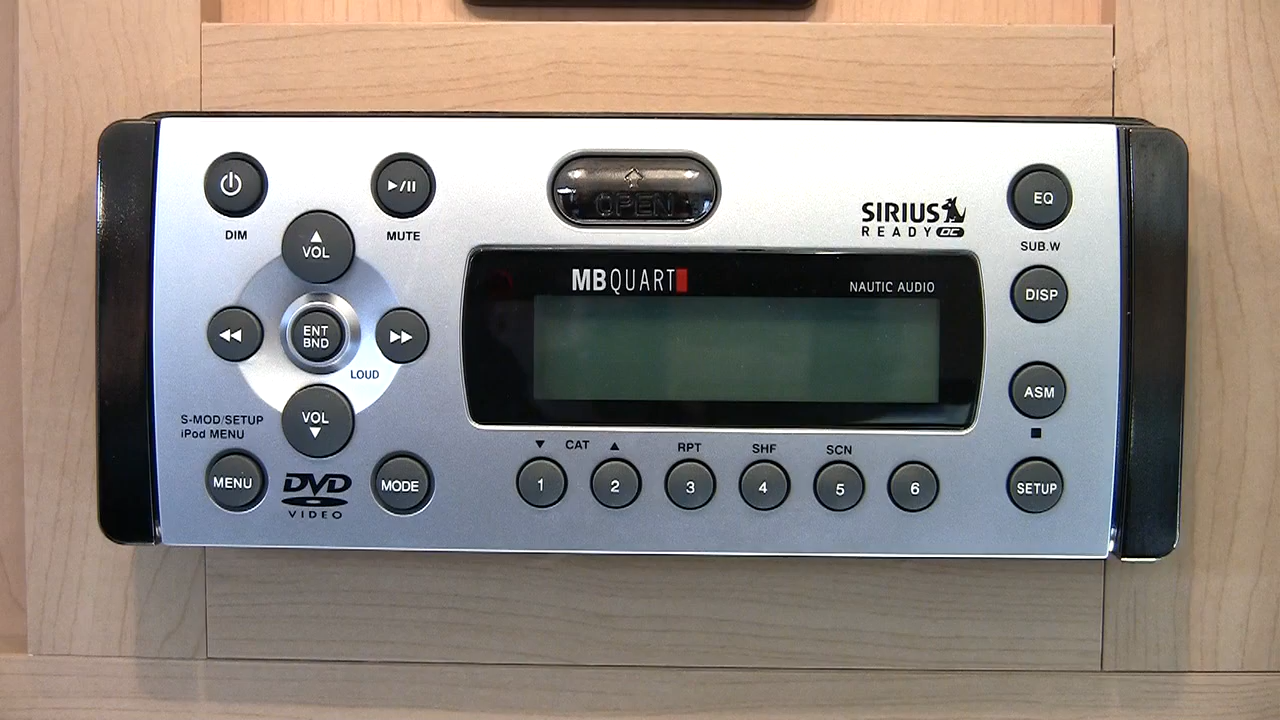 OPEN
DIM
MUTE
SIRIUS
READY DC
EQ
SUB.W
▲
VOL
MBQUART
NAUTIC AUDIO
DISP
ENT
BND
LOUD
ASM
VOL
▼
S-MOD/SETUP
iPod MENU
▼ CAT ▲ RPT SHF SCN
MENU
DVD
VIDEO
MODE
1 2 3 4 5 6
SETUP